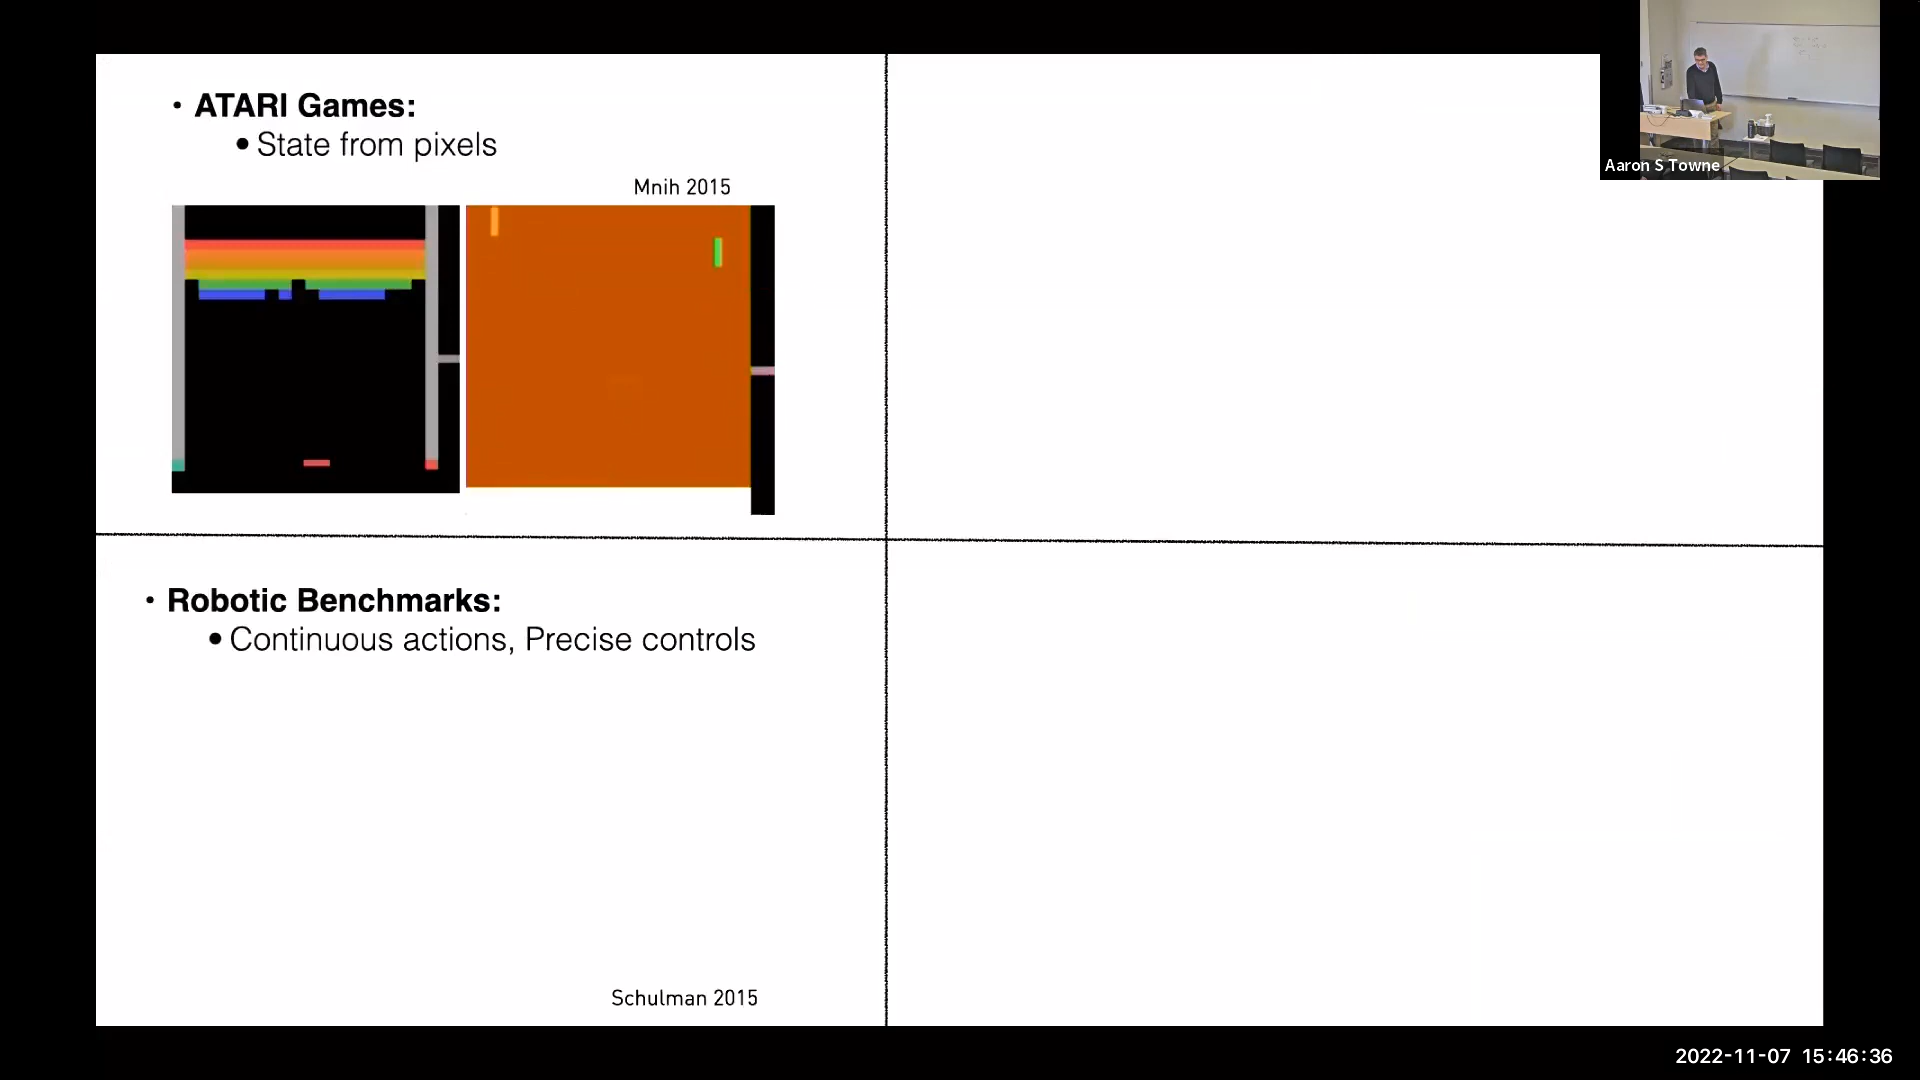 • ATARI Games:
• State from pixels
Mnih 2015
• Robotic Benchmarks:
• Continuous actions, Precise controls
Schulman 2015
Aaron S Towne
2022-11-07 15:46:36